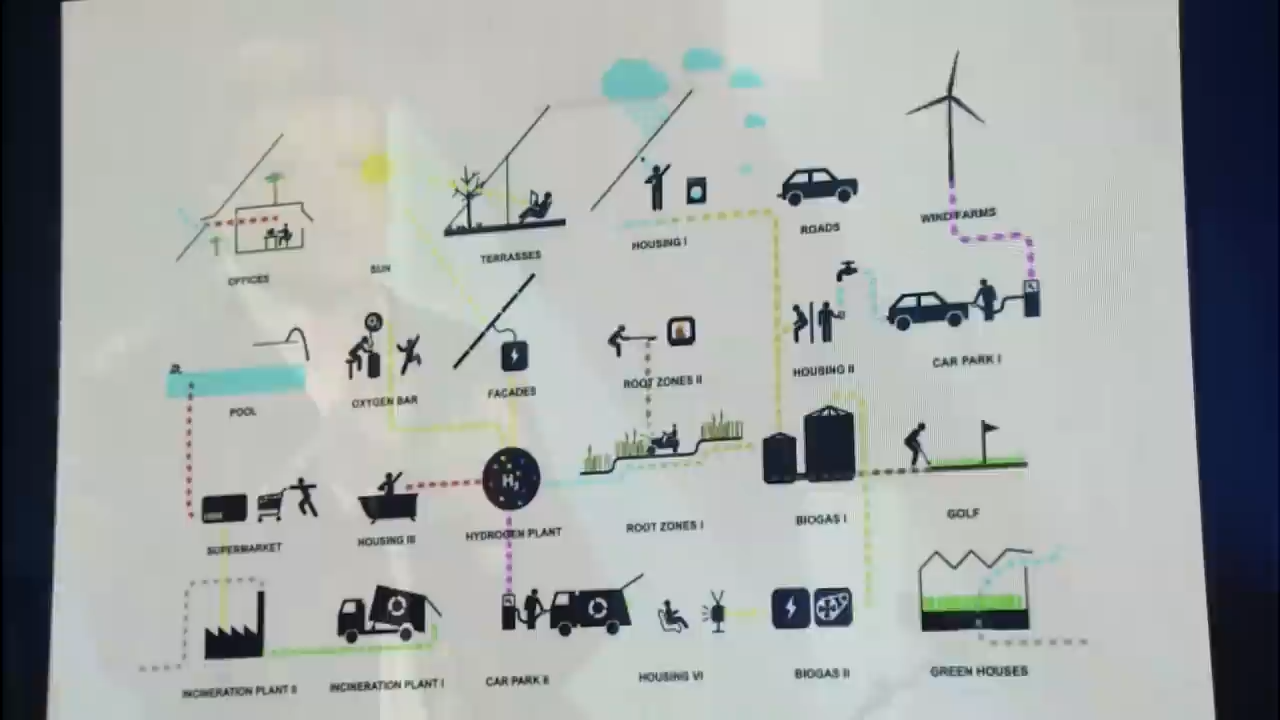 WIND FARMS
ROADS
HOUSING I
TERRASSES
SUN
OFFICES
CAR PARK I
HOUSING II
ROOT ZONES II
FACADES
OXYGEN BAR
POOL
H₂
GOLF
BIOGAS I
ROOT ZONES I
HYDROGEN PLANT
HOUSING III
SUPERMARKET
GREEN HOUSES
BIOGAS II
HOUSING VI
CAR PARK II
INCINERATION PLANT I
INCINERATION PLANT II